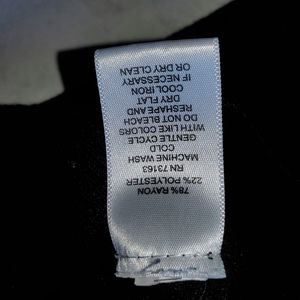 78% RAYON
22% POLYESTER
RN 73163
MACHINE WASH
COLD
GENTLE CYCLE
WITH LIKE COLORS
DO NOT BLEACH
RESHAPE AND
DRY FLAT
COOL IRON
IF NECESSARY
OR DRY CLEAN